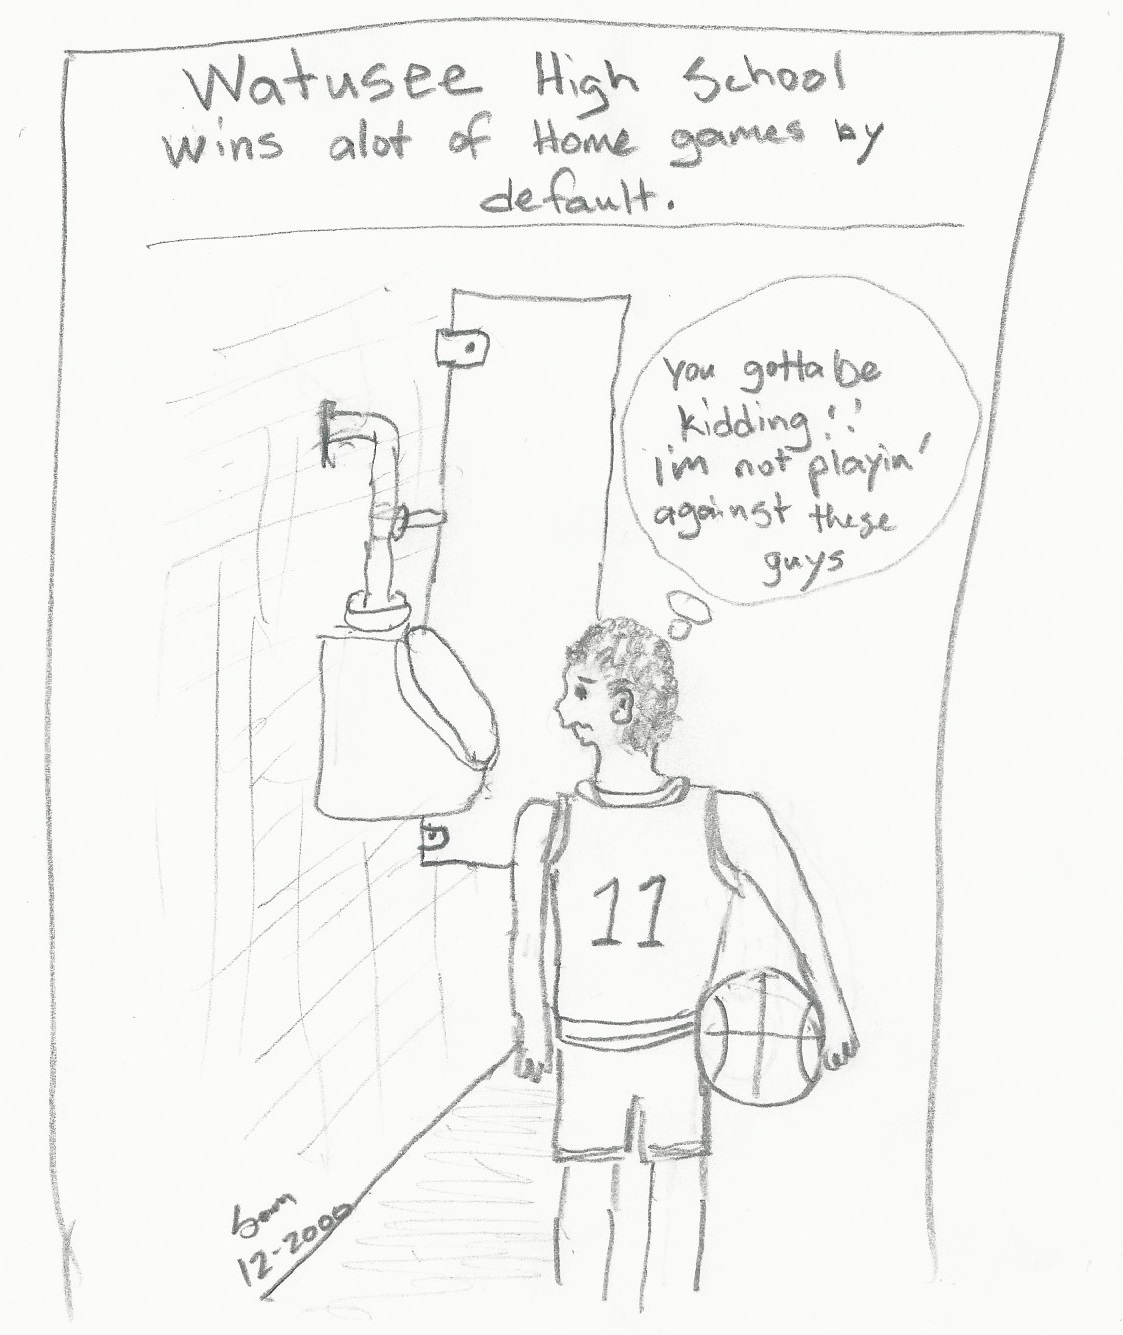 Watusee High School
wins alot of Home games by
default.
you gotta be
kidding!!
i'm not playin'
against these
guys
11
Sam
12-2000